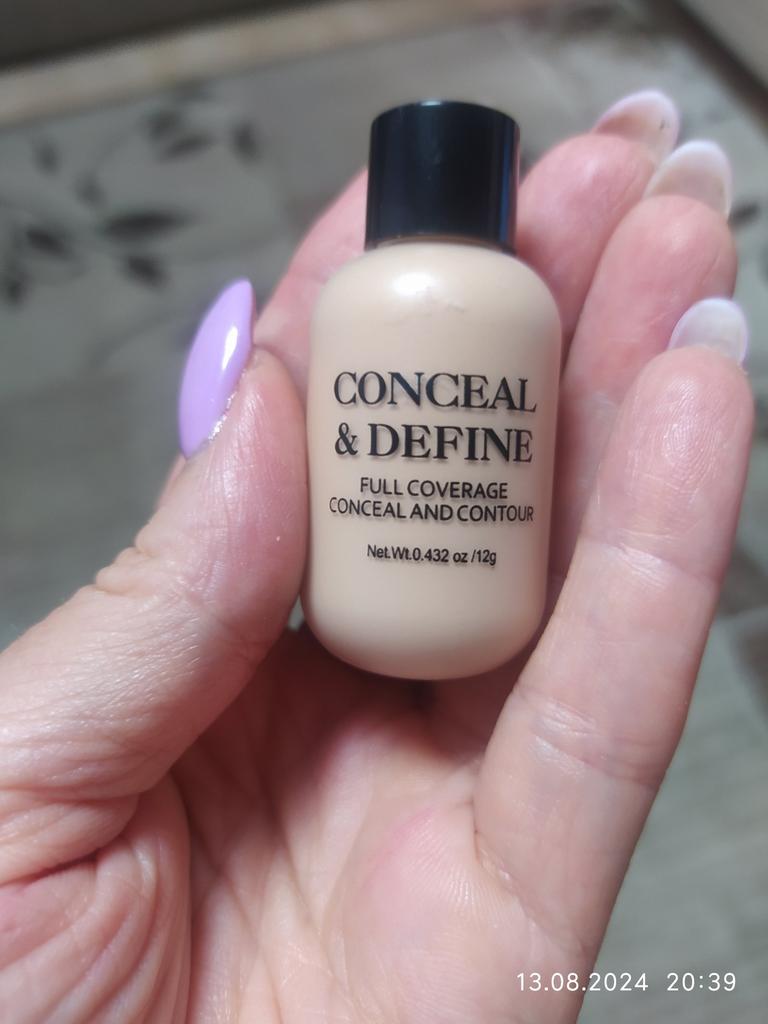 CONCEAL
& DEFINE
FULL COVERAGE
CONCEAL AND CONTOUR
Net.Wt.0.432 oz /12g
13.08.2024 20:39